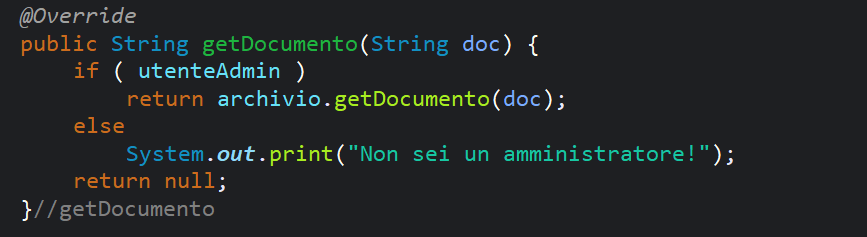 @Override
public String getDocumento(String doc) {
    if ( utenteAdmin )
        return archivio.getDocumento(doc);
    else
        System.out.print("Non sei un amministratore!");
    return null;
}//getDocumento